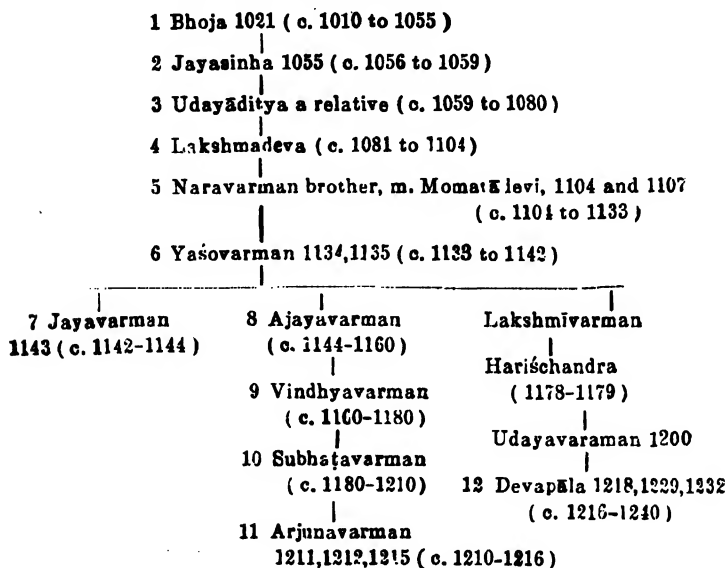 1 Bhoja 1021 ( c. 1010 to 1055 )
2 Jayasinha 1055 (c. 1056 to 1059)
3 Udayāditya a relative (c. 1059 to 1080)
4 Lakshmadeva (c. 1081 to 1104)
5 Naravarman brother, m. Momatā levi, 1104 and 1107
(c. 1104 to 1133)
6 Yaśovarman 1134,1135 (c. 1133 to 1142)
7 Jayavarman
1143 (c. 1142-1144)
8 Ajayavarman
(c. 1144-1160)
9 Vindhyavarman
(c. 1160-1180)
10 Subhaṭavarman
(c. 1180-1210)
11 Arjunavarman
1211,1212,1215 (c. 1210-1216)
Lakshmīvarman
Hariśchandra
(1178-1179)
Udayavaraman 1200
12 Devapāla 1218,1229,1232
(c. 1216-1240)